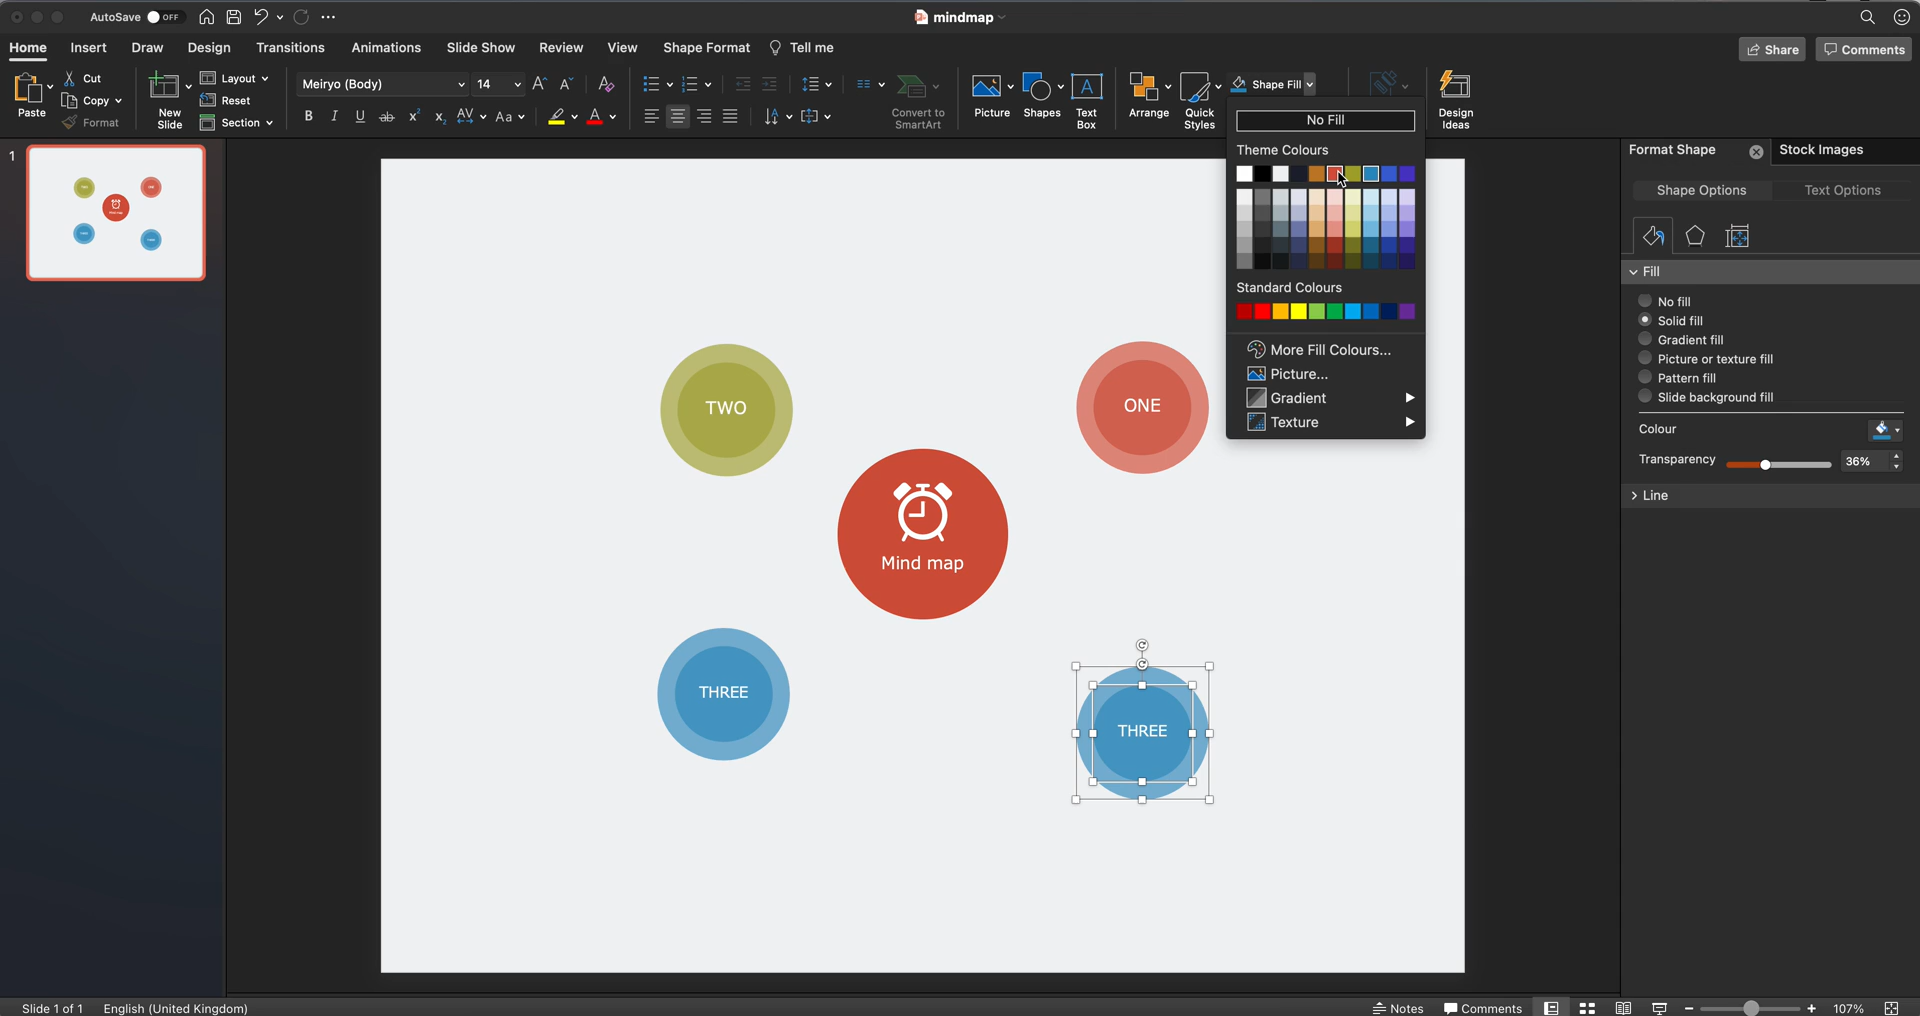 AutoSave OFF
mindmap
Home Insert Draw Design Transitions Animations Slide Show Review View Shape Format Tell me
Share Comments
Paste
Cut
Copy
Format
New Slide
Layout
Reset
Section
Meiryo (Body) 14
B I U ab X² X₂ AV Aa A A
Convert to SmartArt
Picture
Shapes
A
Text Box
Arrange
Quick Styles
Shape Fill
Design Ideas
No Fill
Theme Colours
Standard Colours
More Fill Colours...
Picture...
Gradient
Texture
1
TWO
ONE
Mind map
THREE
THREE
Format Shape Stock Images
Shape Options Text Options
Fill
No fill
Solid fill
Gradient fill
Picture or texture fill
Pattern fill
Slide background fill
Colour
Transparency 36%
Line
Slide 1 of 1 English (United Kingdom)
Notes Comments 107%